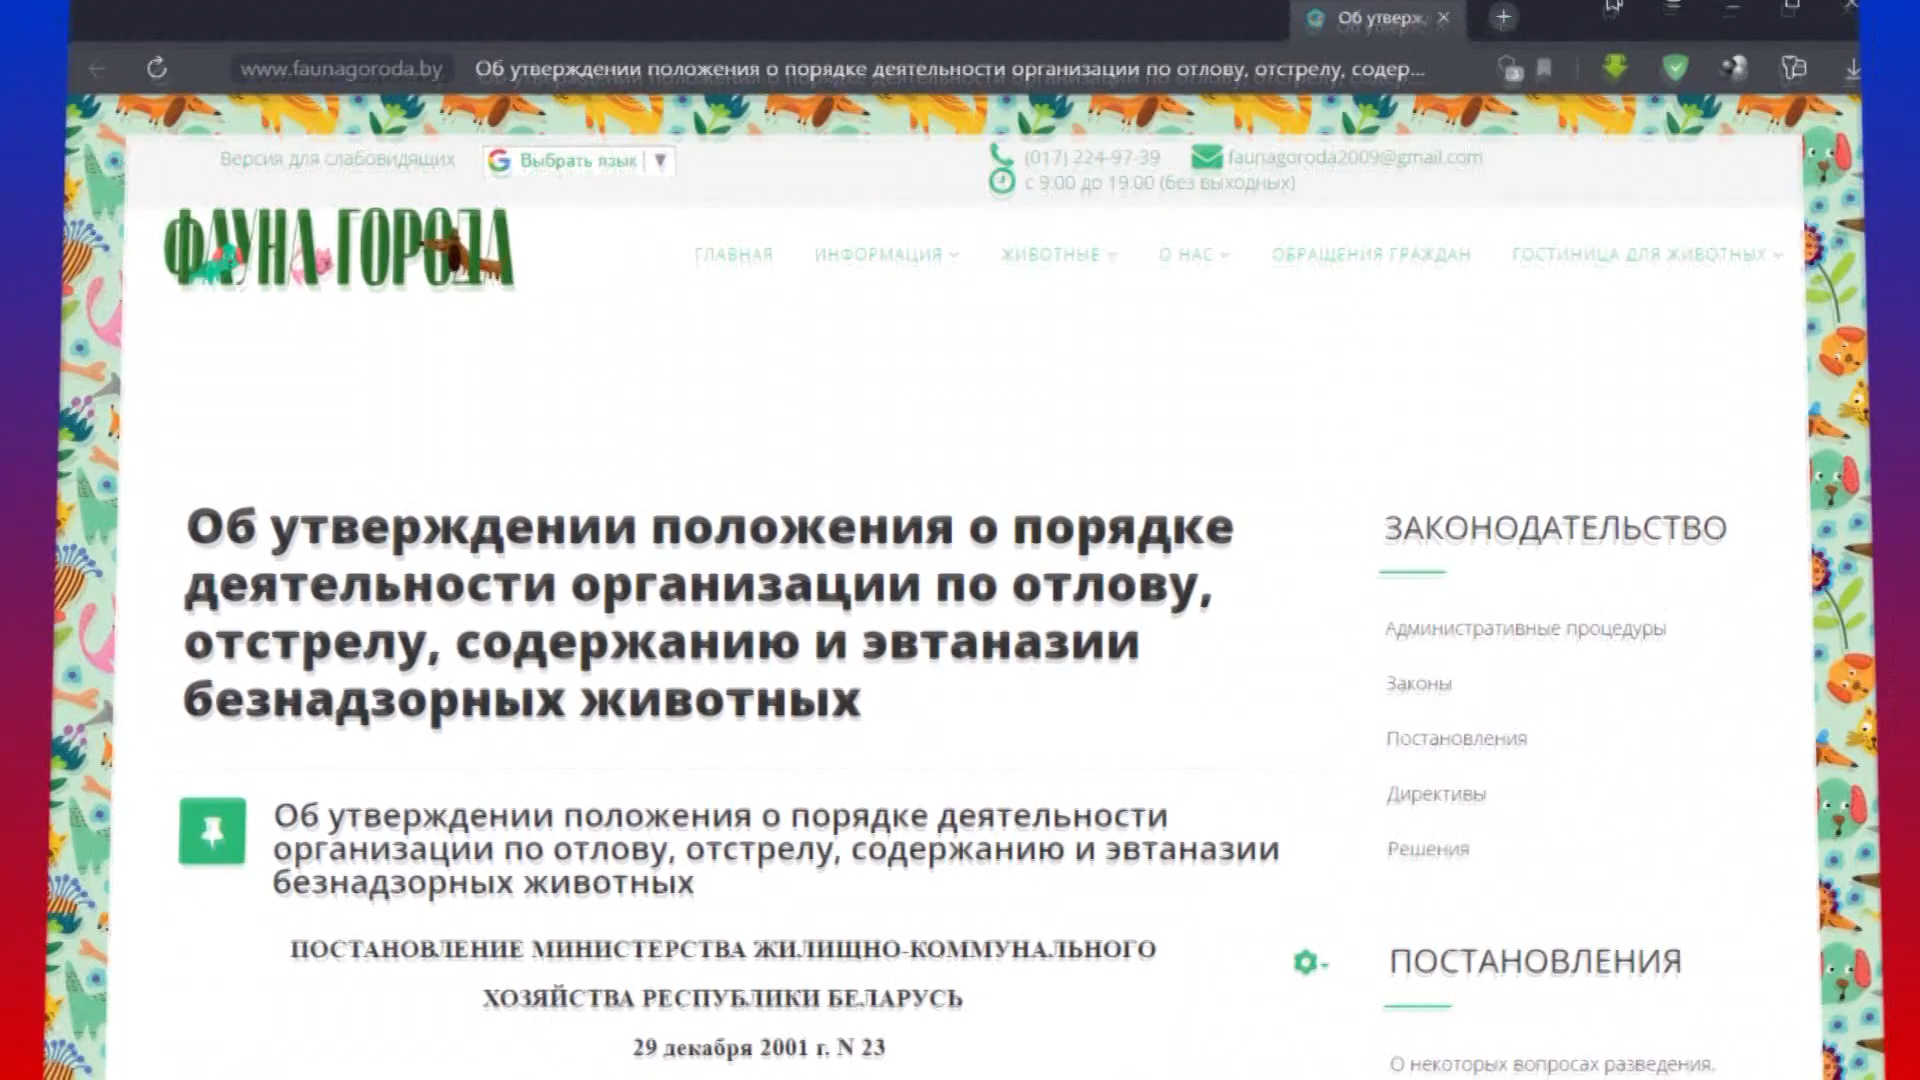 Об утверж
www.faunagoroda.by Об утверждении положения о порядке деятельности организации по отлову, отстрелу, содер...
Версия для слабовидящих
Выбрать язык
(017) 224-97-39 faunagoroda2009@gmail.com
с 9:00 до 19:00 (без выходных)
ФАУНА ГОРОДА
ГЛАВНАЯ ИНФОРМАЦИЯ ЖИВОТНЫЕ О НАС ОБРАЩЕНИЯ ГРАЖДАН ГОСТИНИЦА ДЛЯ ЖИВОТНЫХ
Об утверждении положения о порядке
деятельности организации по отлову,
отстрелу, содержанию и эвтаназии
безнадзорных животных
Об утверждении положения о порядке деятельности
организации по отлову, отстрелу, содержанию и эвтаназии
безнадзорных животных
ПОСТАНОВЛЕНИЕ МИНИСТЕРСТВА ЖИЛИЩНО-КОММУНАЛЬНОГО
ХОЗЯЙСТВА РЕСПУБЛИКИ БЕЛАРУСЬ
29 декабря 2001 г. N 23
ЗАКОНОДАТЕЛЬСТВО
Административные процедуры
Законы
Постановления
Директивы
Решения
ПОСТАНОВЛЕНИЯ
О некоторых вопросах разведения,